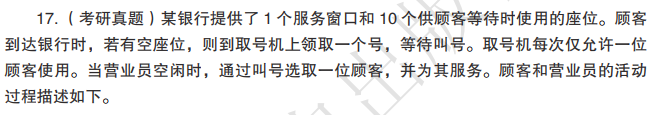 17.（考研真题）某银行提供了 1 个服务窗口和 10 个供顾客等待时使用的座位。顾客
到达银行时，若有空座位，则到取号机上领取一个号，等待叫号。取号机每次仅允许一位
顾客使用。当营业员空闲时，通过叫号选取一位顾客，并为其服务。顾客和营业员的活动
过程描述如下。